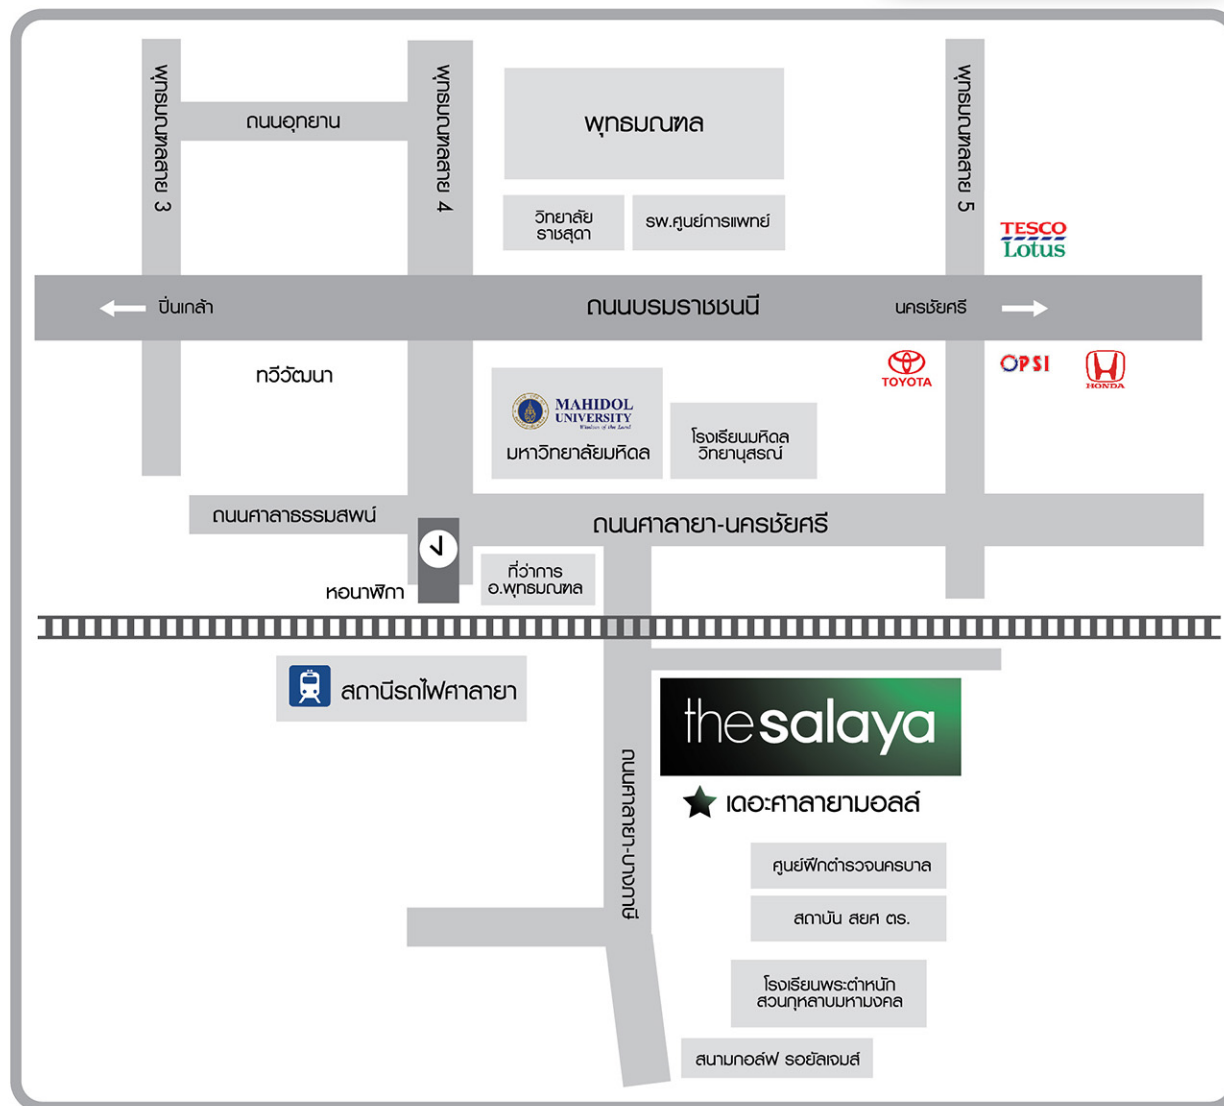 พุทธมณฑลสาย 3
ถนนอุทยาน
พุทธมณฑลสาย 4
พุทธมณฑล
พุทธมณฑลสาย 5
วิทยาลัย
ราชสุดา
รพ.ศูนย์การแพทย์
TESCO
Lotus
ปิ่นเกล้า
ถนนบรมราชชนนี
นครชัยศรี
ทวีวัฒนา
MAHIDOL
UNIVERSITY
Wisdom of the Land
มหาวิทยาลัยมหิดล
โรงเรียนมหิดล
วิทยานุสรณ์
TOYOTA
PSI
HONDA
ถนนศาลาธรรมสพน์
ถนนศาลายา-นครชัยศรี
หอนาฬิกา
ที่ว่าการ
อ.พุทธมณฑล
สถานีรถไฟศาลายา
the salaya
เดอะศาลายามอลล์
ถนนศาลายา-บางภาษี
ศูนย์ฝึกตำรวจนครบาล
สถาบัน สยศ ตร.
โรงเรียนพระตำหนัก
สวนกุหลาบมหามงคล
สนามกอล์ฟ รอยัลเจมส์